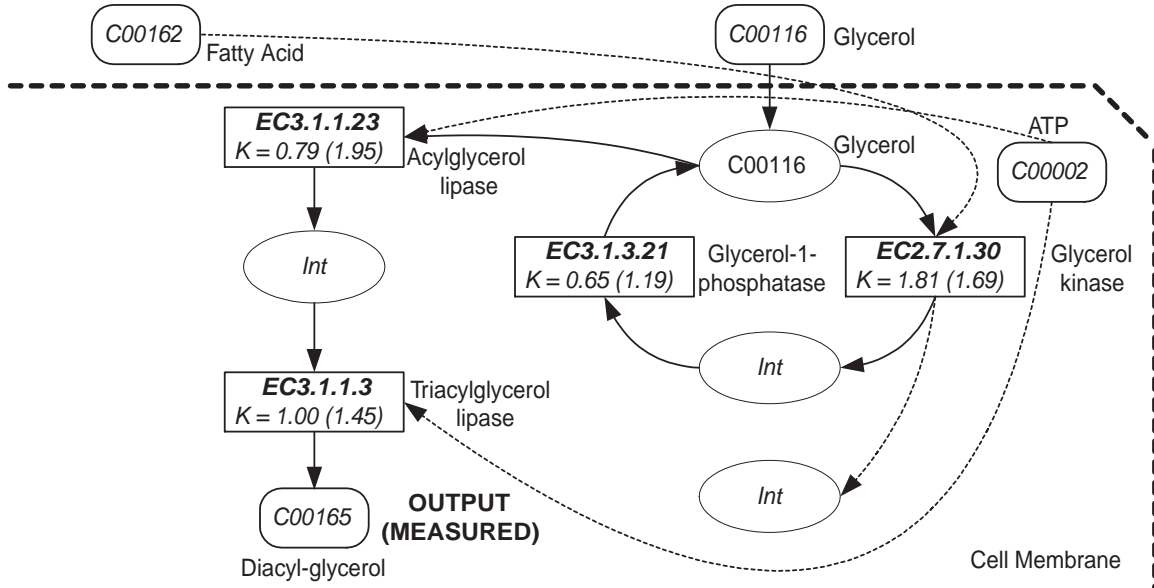 C00162
Fatty Acid
C00116
Glycerol
EC3.1.1.23
K = 0.79 (1.95)
Acylglycerol
lipase
C00116
Glycerol
ATP
C00002
Int
EC3.1.3.21
K = 0.65 (1.19)
Glycerol-1-
phosphatase
EC2.7.1.30
K = 1.81 (1.69)
Glycerol
kinase
Int
EC3.1.1.3
K = 1.00 (1.45)
Triacylglycerol
lipase
Int
C00165
OUTPUT
(MEASURED)
Diacyl-glycerol
Cell Membrane